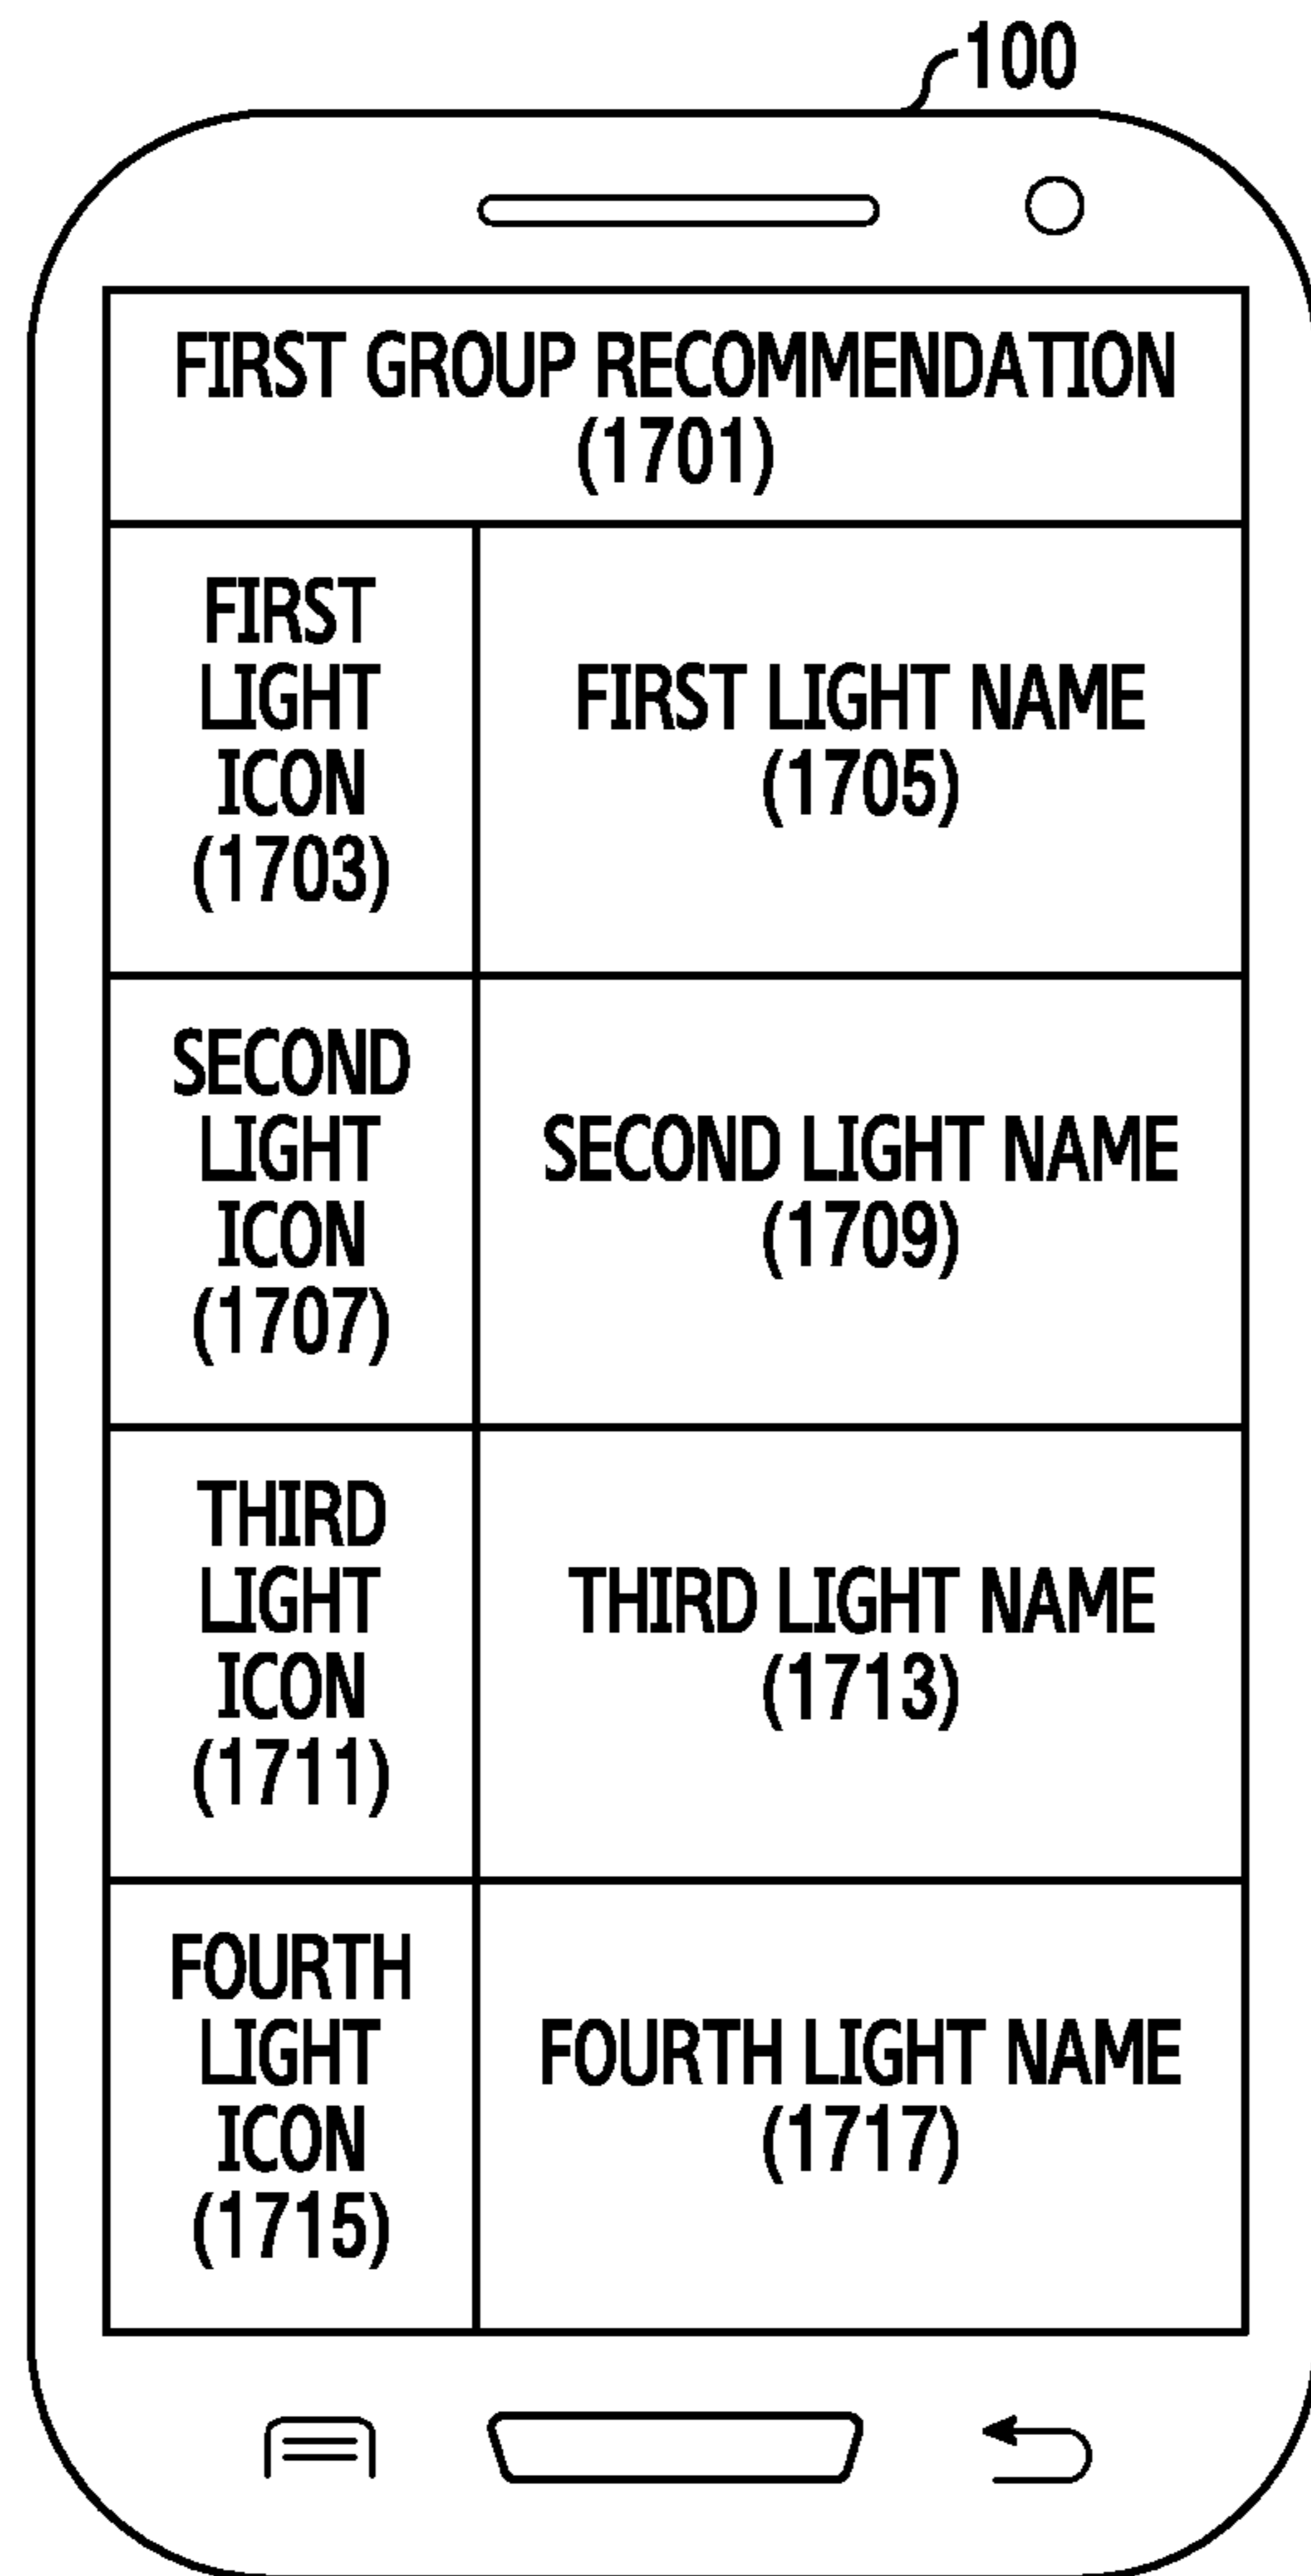 100
FIRST GROUP RECOMMENDATION
(1701)
FIRST
LIGHT
ICON
(1703)
FIRST LIGHT NAME
(1705)
SECOND
LIGHT
ICON
(1707)
SECOND LIGHT NAME
(1709)
THIRD
LIGHT
ICON
(1711)
THIRD LIGHT NAME
(1713)
FOURTH
LIGHT
ICON
(1715)
FOURTH LIGHT NAME
(1717)